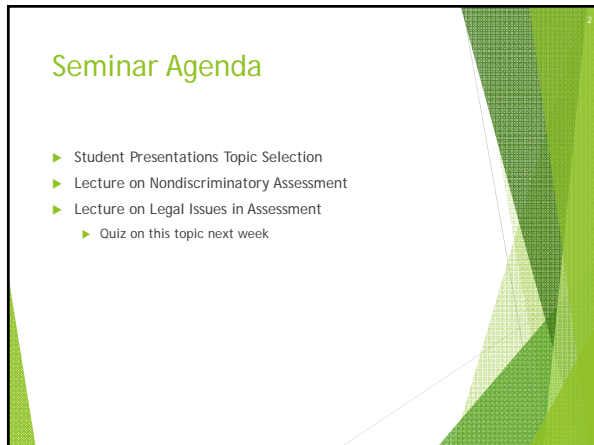 2
Seminar Agenda
Student Presentations Topic Selection
Lecture on Nondiscriminatory Assessment
Lecture on Legal Issues in Assessment
Quiz on this topic next week